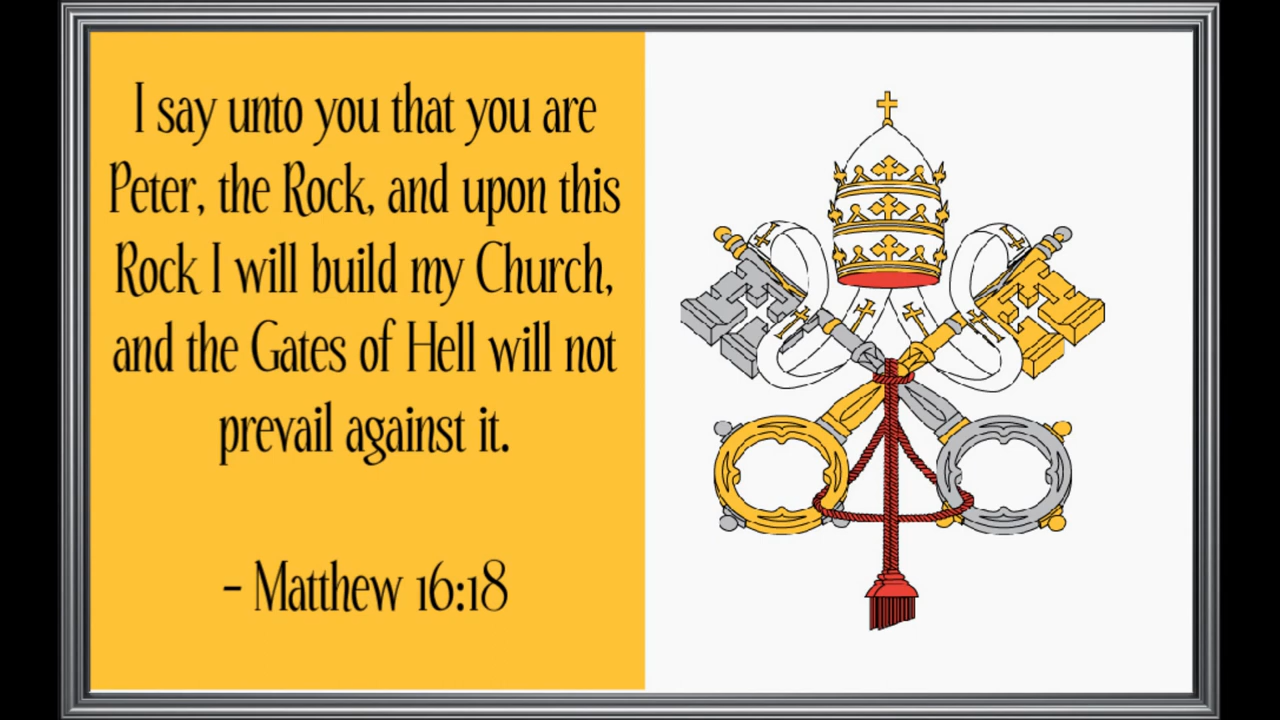 I say unto you that you are
Peter, the Rock, and upon this
Rock I will build my Church,
and the Gates of Hell will not
prevail against it.
- Matthew 16:18